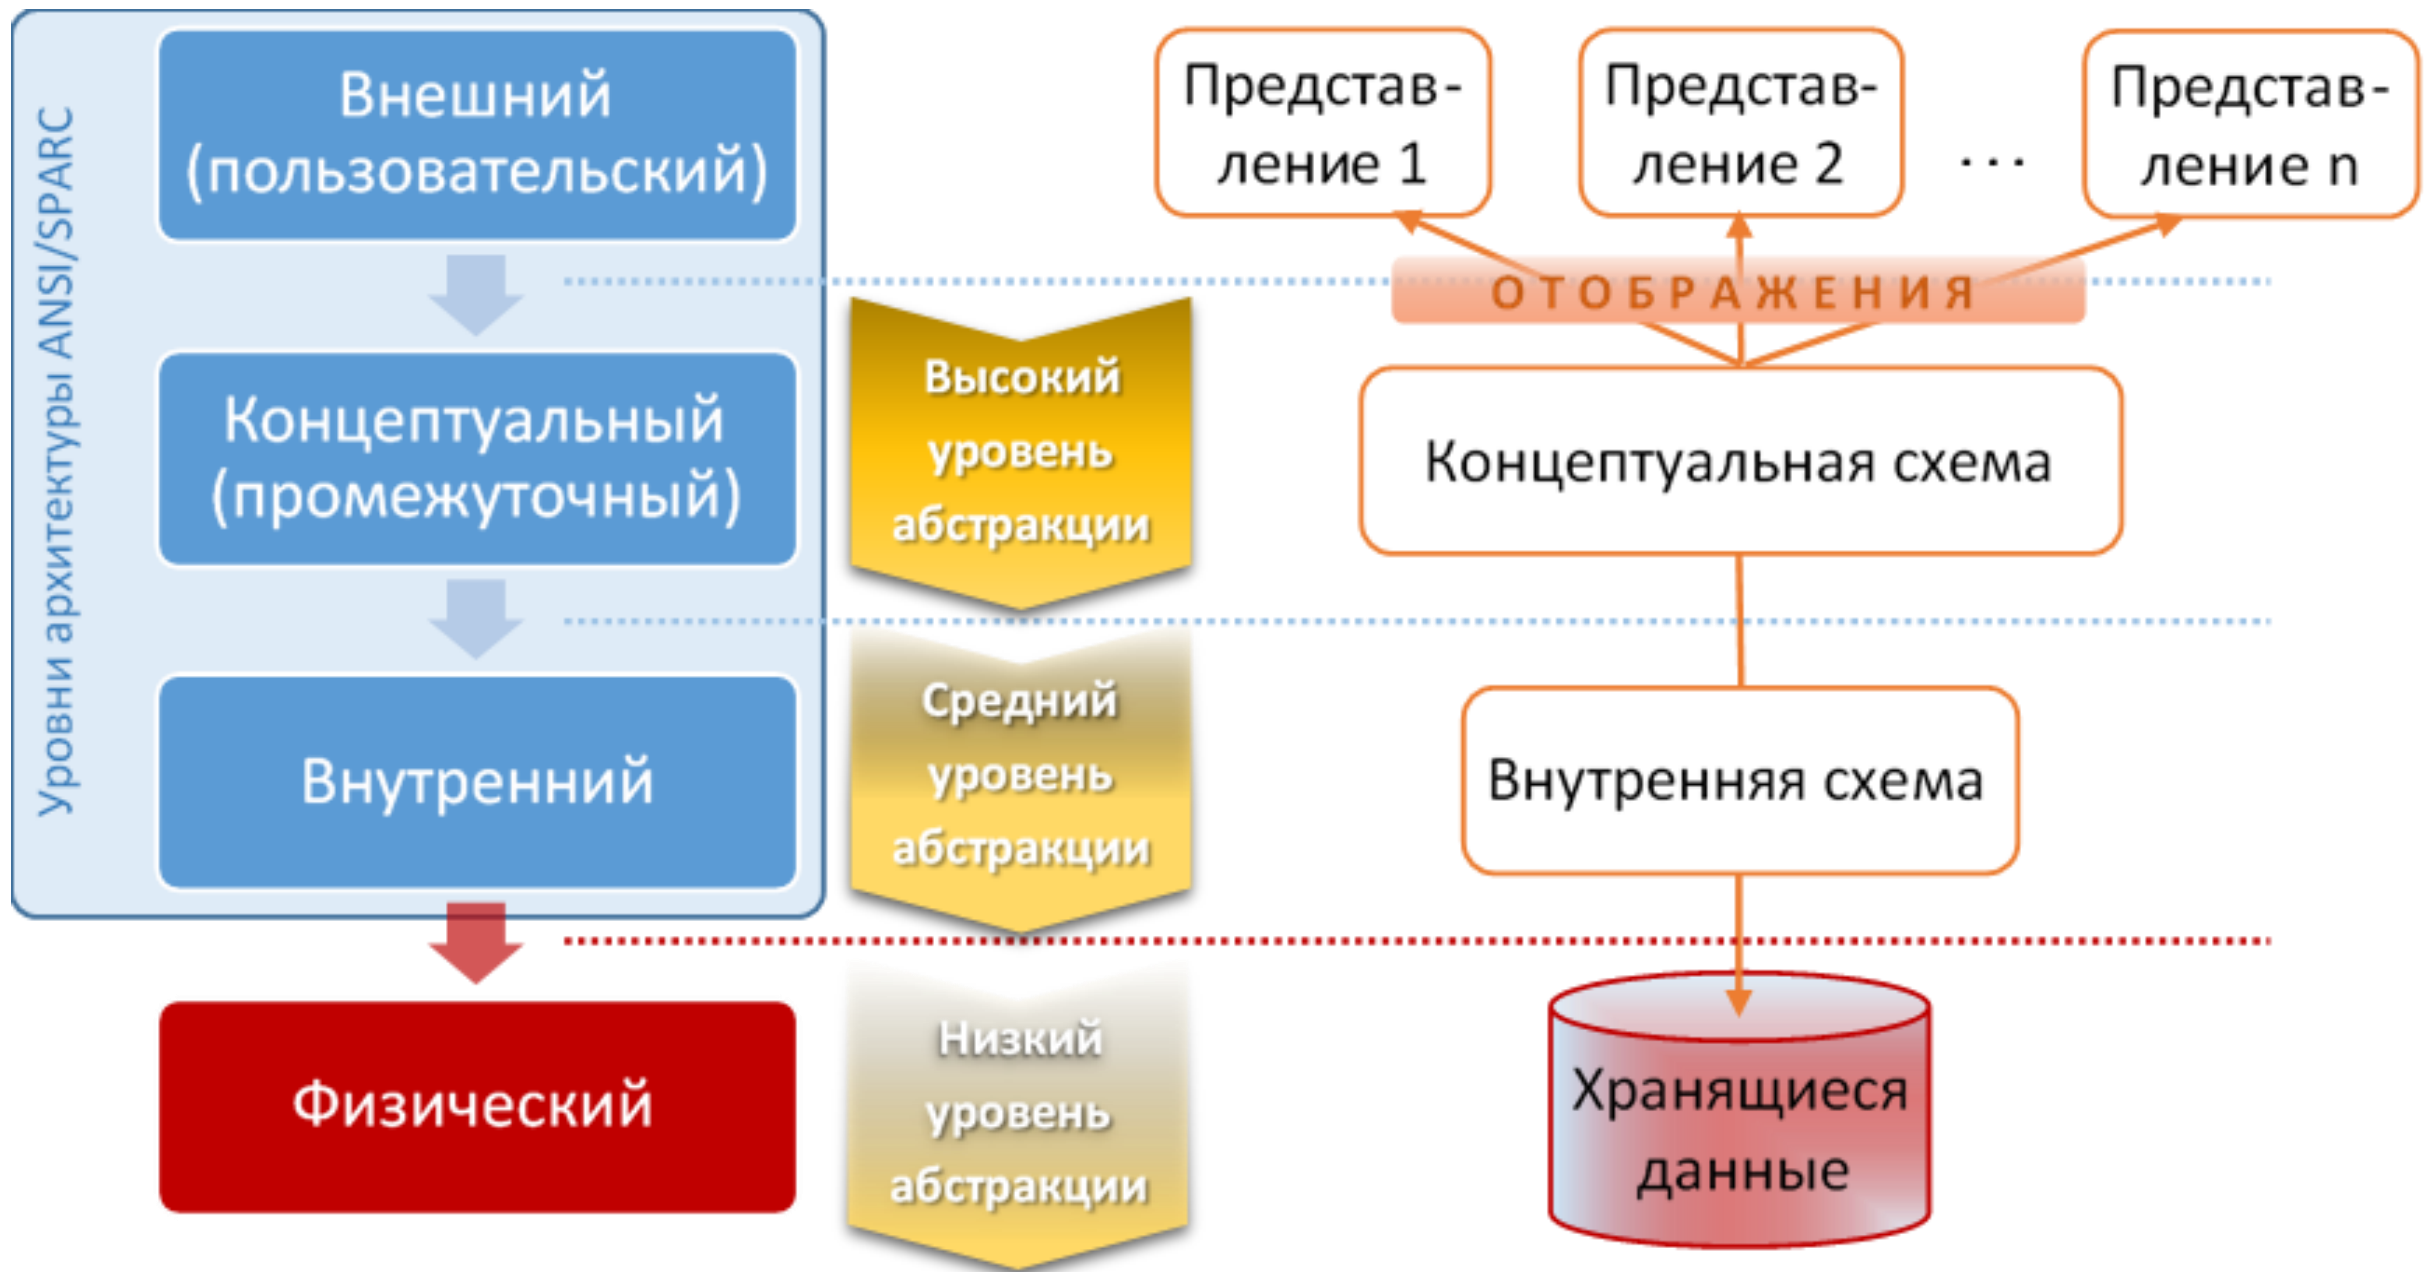 Уровни архитектуры ANSI/SPARC
Внешний
(пользовательский)
Концептуальный
(промежуточный)
Внутренний
Физический
Высокий
уровень
абстракции
Средний
уровень
абстракции
Низкий
уровень
абстракции
Представ-
ление 1
Представ-
ление 2
...
Представ-
ление n
ОТОБРАЖЕНИЯ
Концептуальная схема
Внутренняя схема
Хранящиеся
данные